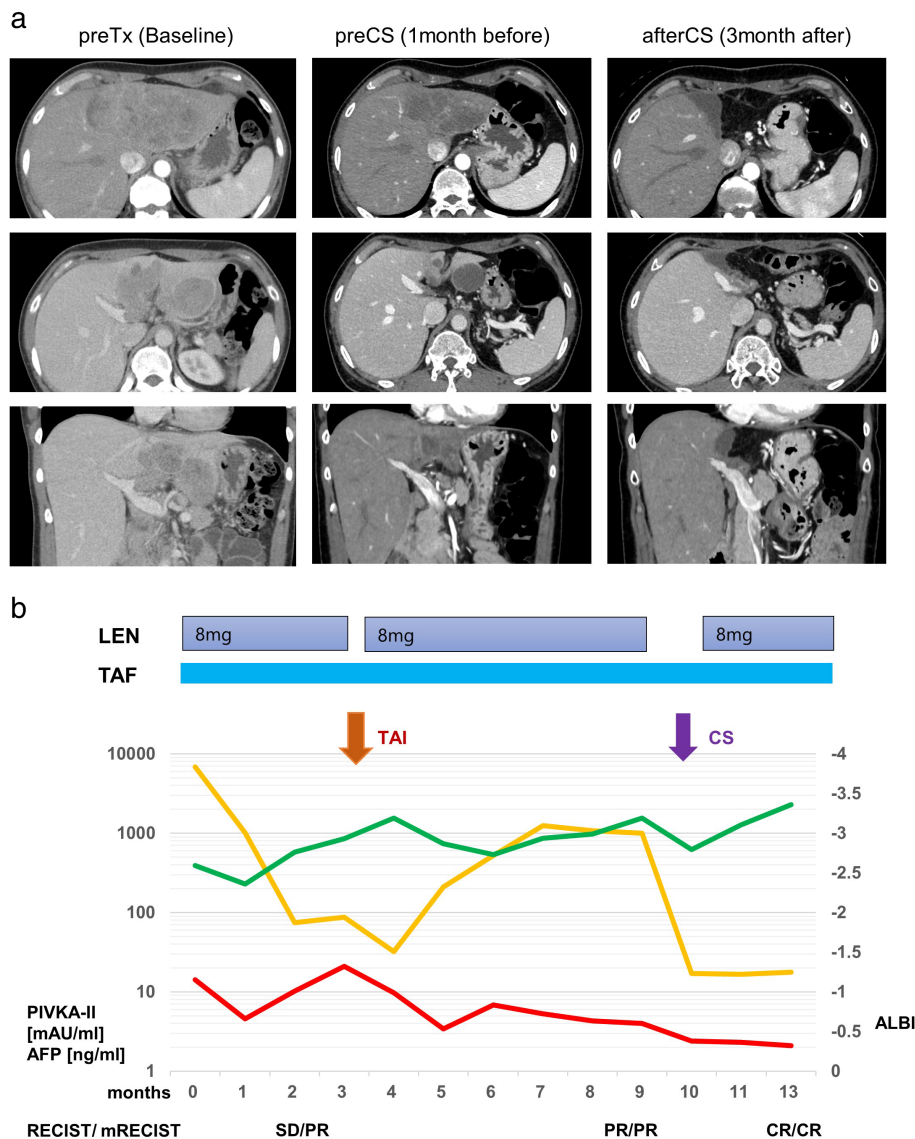 a
preTx (Baseline)
preCS (1month before)
afterCS (3month after)
b
LEN
8mg
8mg
8mg
TAF
TAI
CS
10000
1000
100
10
1
-4
-3.5
-3
-2.5
-2
-1.5
-1
-0.5
0
PIVKA-II
[mAU/ml]
AFP [ng/ml]
ALBI
months 0 1 2 3 4 5 6 7 8 9 10 11 13
RECIST/ mRECIST SD/PR PR/PR CR/CR